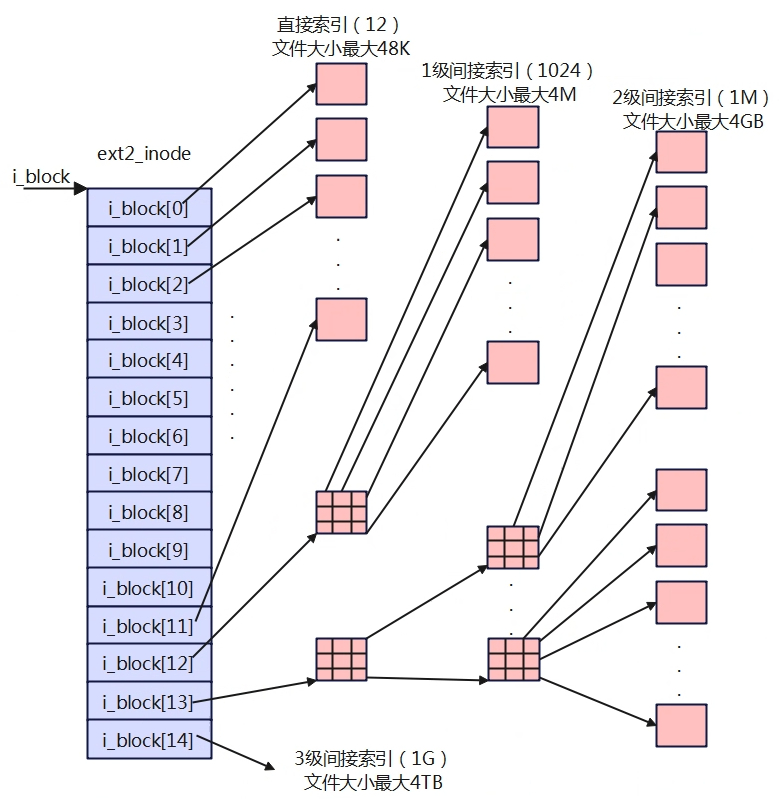 直接索引（12）
文件大小最大48K
1级间接索引（1024）
文件大小最大4M
2级间接索引（1M）
文件大小最大4GB
ext2_inode
i_block
i_block[0]
i_block[1]
i_block[2]
i_block[3]
i_block[4]
i_block[5]
i_block[6]
i_block[7]
i_block[8]
i_block[9]
i_block[10]
i_block[11]
i_block[12]
i_block[13]
i_block[14]
3级间接索引（1G）
文件大小最大4TB